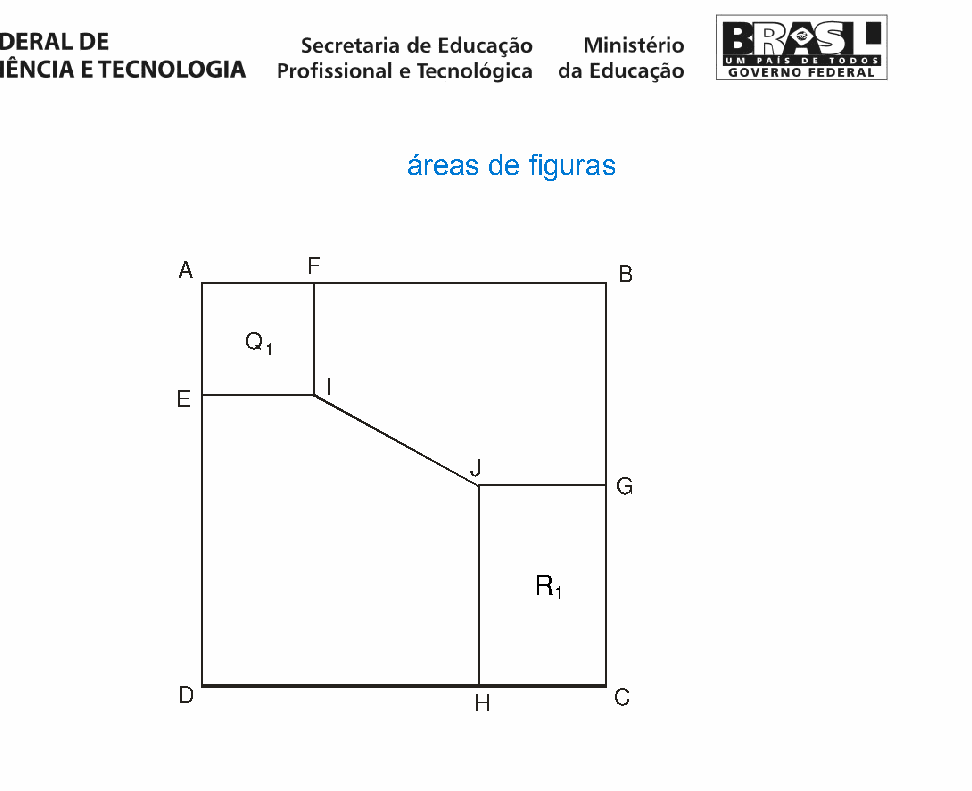 DERAL DE
IÊNCIA E TECNOLOGIA
Secretaria de Educação
Profissional e Tecnológica
Ministério
da Educação
BRASIL
UM PAÍS DE TODOS
GOVERNO FEDERAL
áreas de figuras
A F B
Q1
E I
J
G
R1
D H C